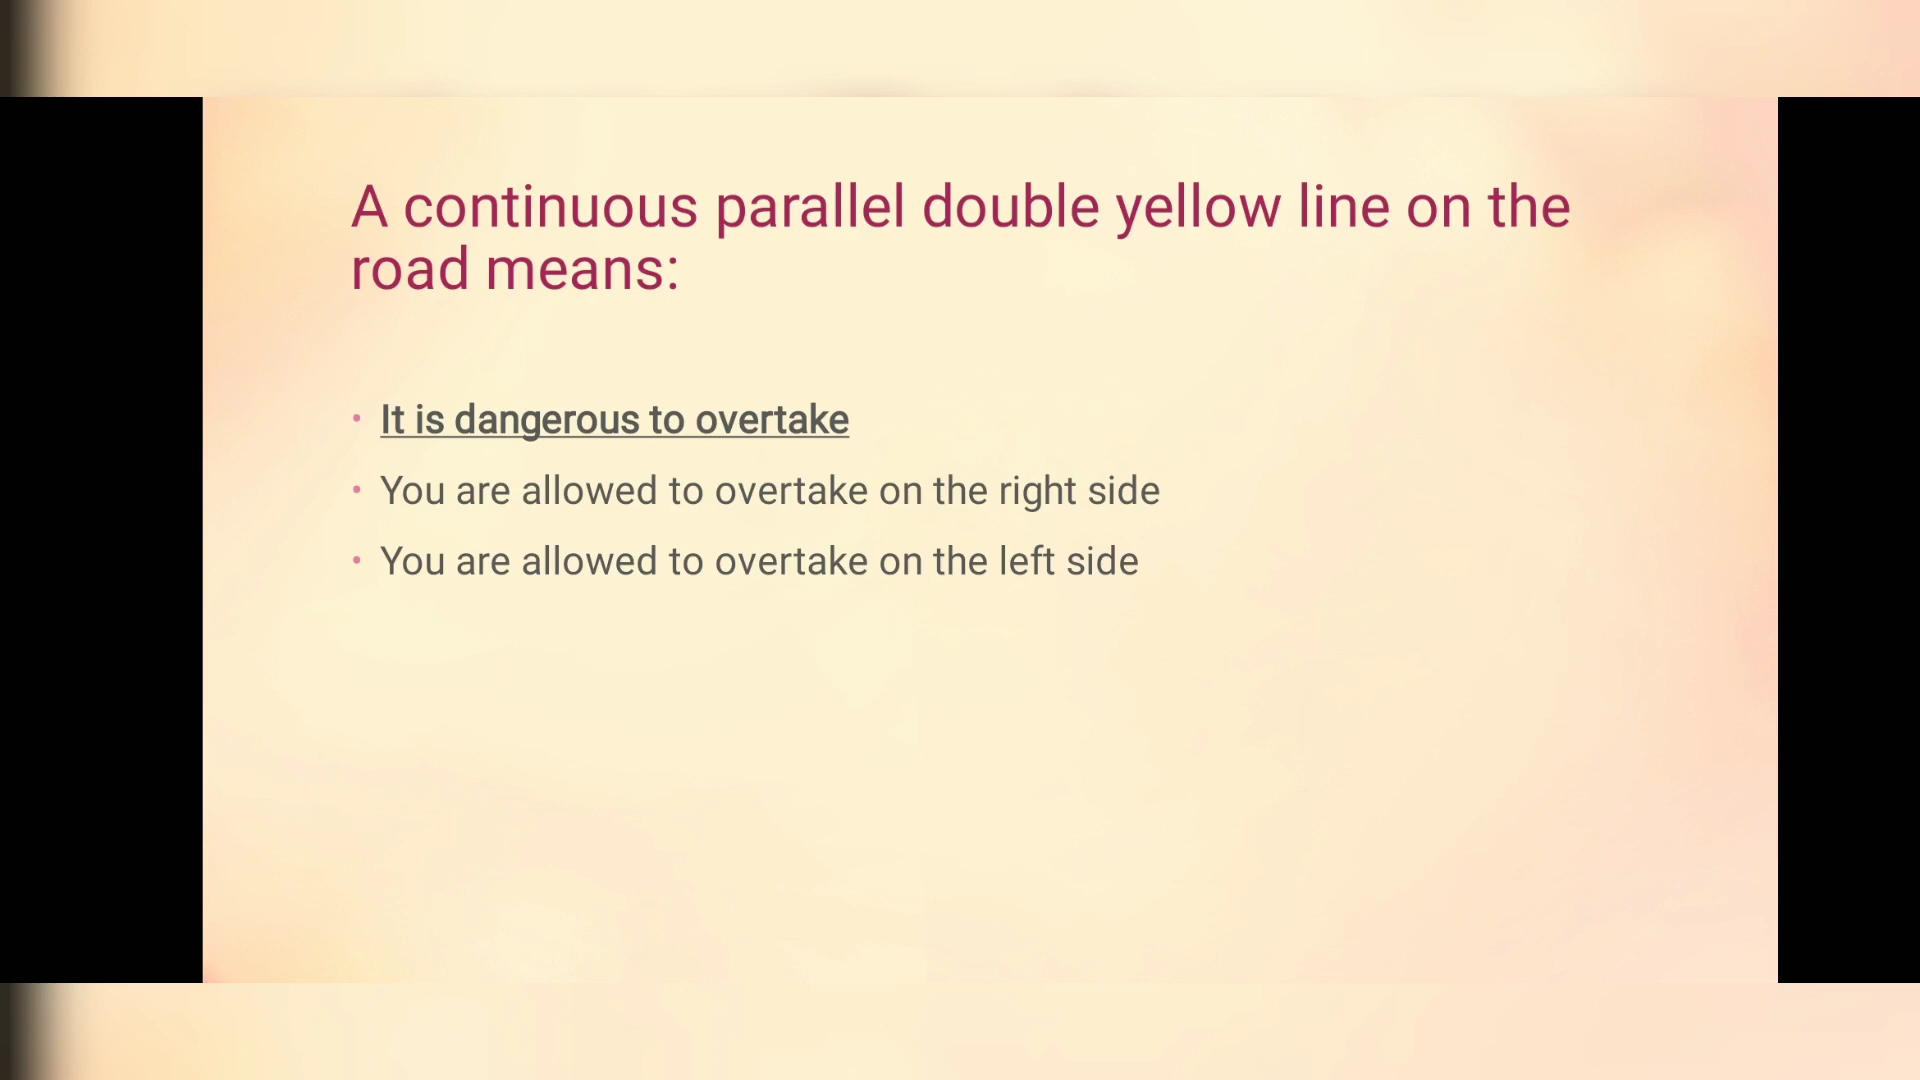 A continuous parallel double yellow line on the
road means:
• It is dangerous to overtake
• You are allowed to overtake on the right side
• You are allowed to overtake on the left side